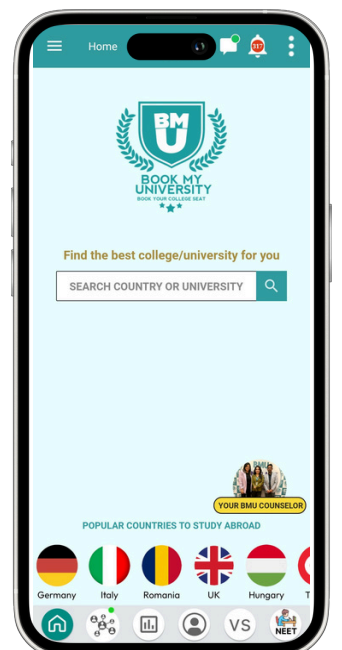 Home
317
BMU
BOOK MY
UNIVERSITY
BOOK YOUR COLLEGE SEAT
Find the best college/university for you
SEARCH COUNTRY OR UNIVERSITY
YOUR BMU COUNSELOR
POPULAR COUNTRIES TO STUDY ABROAD
Germany Italy Romania UK Hungary T
VS NEET